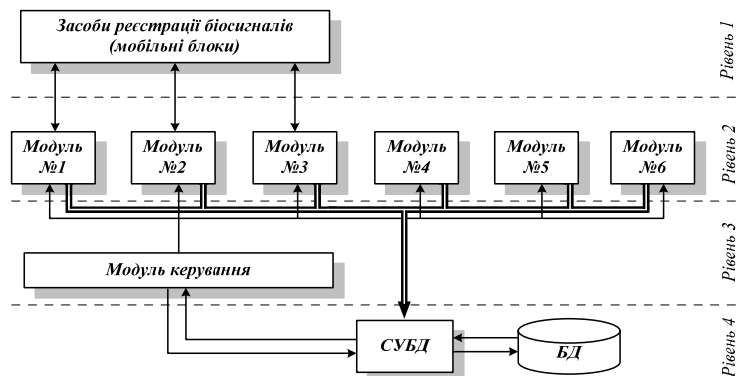 Засоби реєстрації біосигналів
(мобільні блоки)
Рівень 1
Модуль
№1
Модуль
№2
Модуль
№3
Модуль
№4
Модуль
№5
Модуль
№6
Рівень 2
Модуль керування
Рівень 3
СУБД
БД
Рівень 4